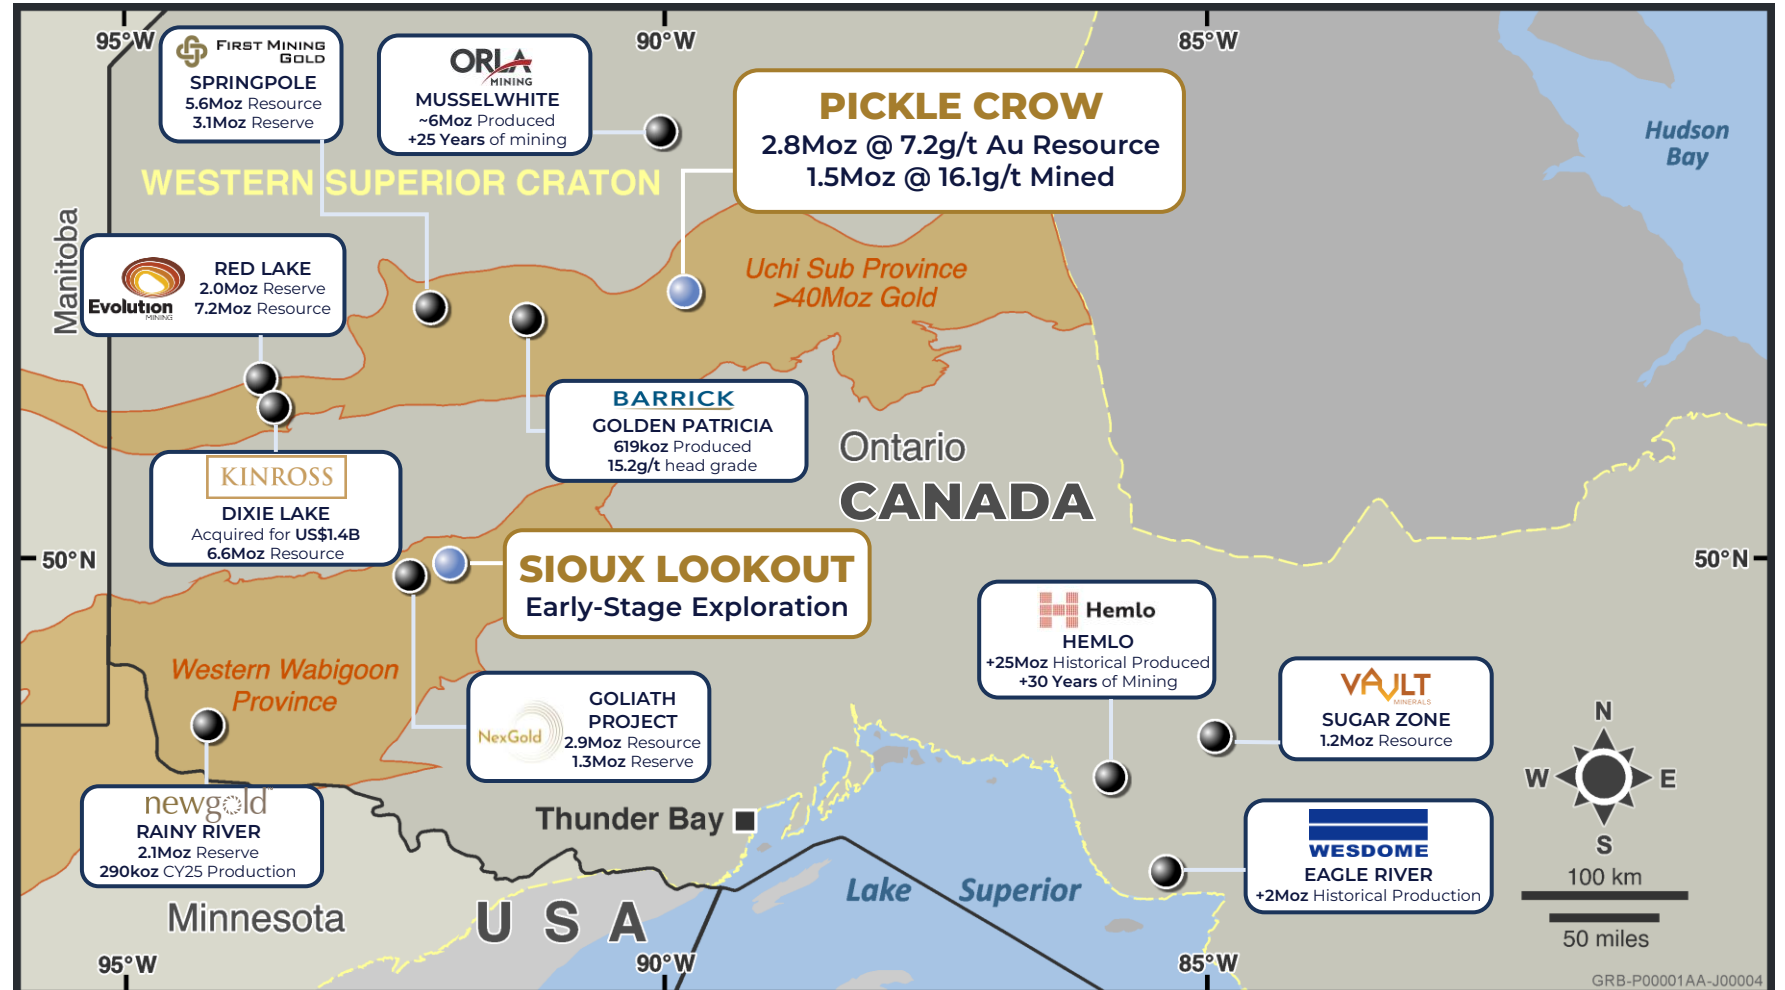 95°W
90°W
85°W
FIRST MINING
GOLD
SPRINGPOLE
5.6Moz Resource
3.1Moz Reserve
ORLA
MINING
MUSSELWHITE
~6Moz Produced
+25 Years of mining
PICKLE CROW
2.8Moz @ 7.2g/t Au Resource
1.5Moz @ 16.1g/t Mined
Hudson
Bay
WESTERN SUPERIOR CRATON
Manitoba
Evolution
MINING
RED LAKE
2.0Moz Reserve
7.2Moz Resource
Uchi Sub Province
>40Moz Gold
BARRICK
GOLDEN PATRICIA
619koz Produced
15.2g/t head grade
Ontario
CANADA
KINROSS
DIXIE LAKE
Acquired for US$1.4B
6.6Moz Resource
50°N
50°N
SIOUX LOOKOUT
Early-Stage Exploration
Hemlo
HEMLO
+25Moz Historical Produced
+30 Years of Mining
Western Wabigoon
Province
NexGold
GOLIATH
PROJECT
2.9Moz Resource
1.3Moz Reserve
VAULT
MINERALS
SUGAR ZONE
1.2Moz Resource
N
W
E
S
newgold™
RAINY RIVER
2.1Moz Reserve
290koz CY25 Production
Thunder Bay
WESDOME
EAGLE RIVER
+2Moz Historical Production
Lake Superior
Minnesota
USA
100 km
50 miles
95°W
90°W
85°W
GRB-P00001AA-J00004